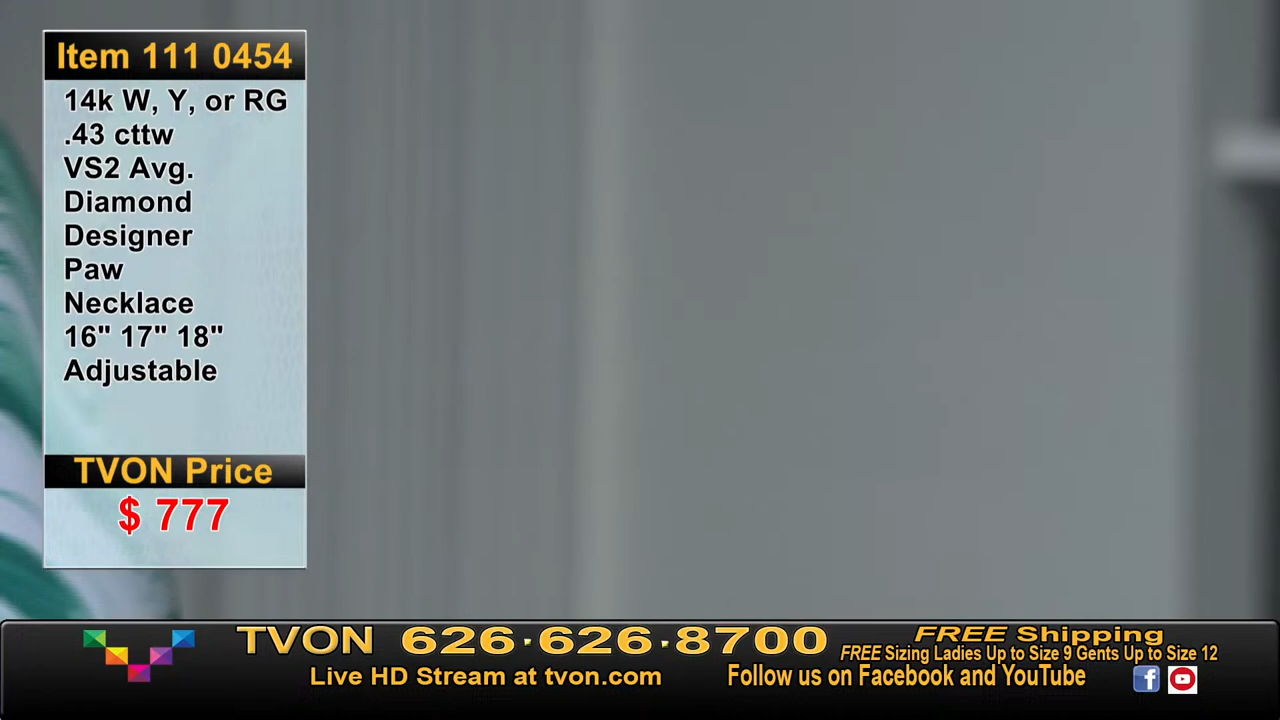 Item 111 0454
14k W, Y, or RG
.43 cttw
VS2 Avg.
Diamond
Designer
Paw
Necklace
16" 17" 18"
Adjustable
TVON Price
$ 777
TVON 626·626·8700
Live HD Stream at tvon.com
FREE Shipping
FREE Sizing Ladies Up to Size 9 Gents Up to Size 12
Follow us on Facebook and YouTube
f